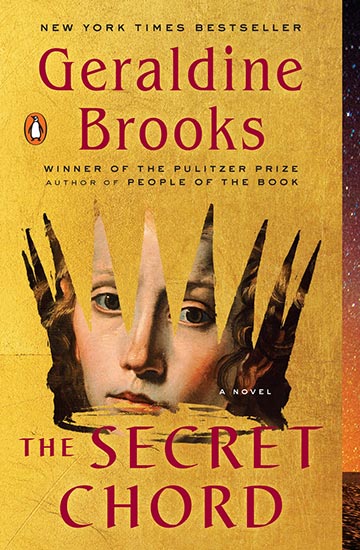 NEW YORK TIMES BESTSELLER
Geraldine
Brooks
WINNER OF THE PULITZER PRIZE
AUTHOR OF PEOPLE OF THE BOOK
A NOVEL
THE SECRET
CHORD